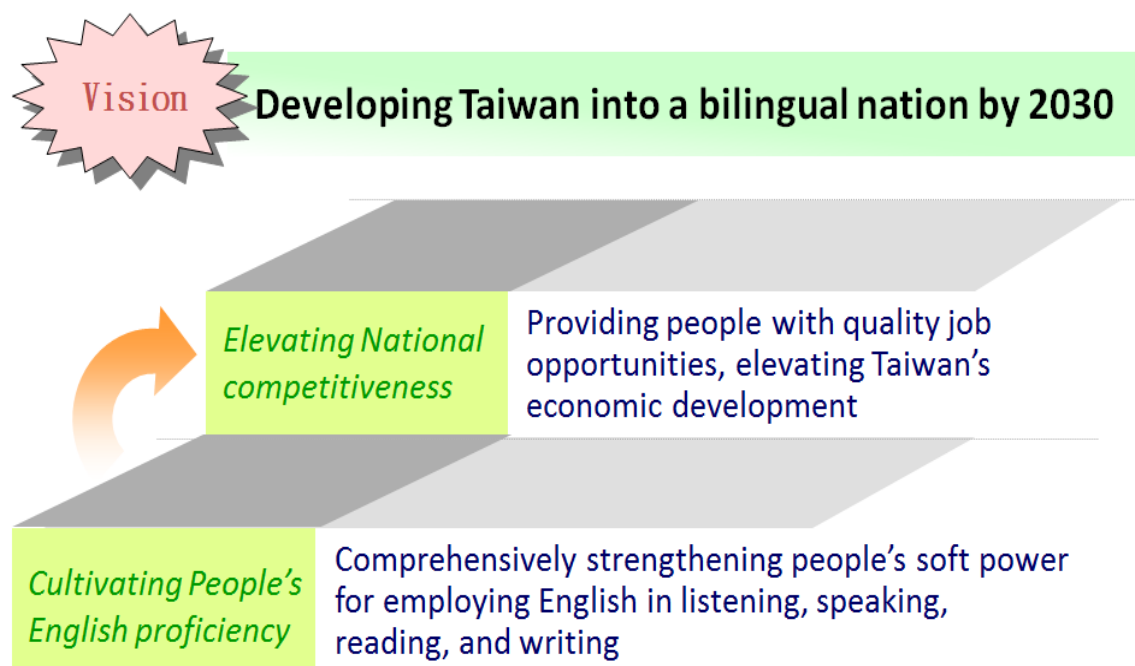 Vision
Developing Taiwan into a bilingual nation by 2030
Elevating National
competitiveness
Providing people with quality job
opportunities, elevating Taiwan’s
economic development
Cultivating People’s
English proficiency
Comprehensively strengthening people’s soft power
for employing English in listening, speaking,
reading, and writing